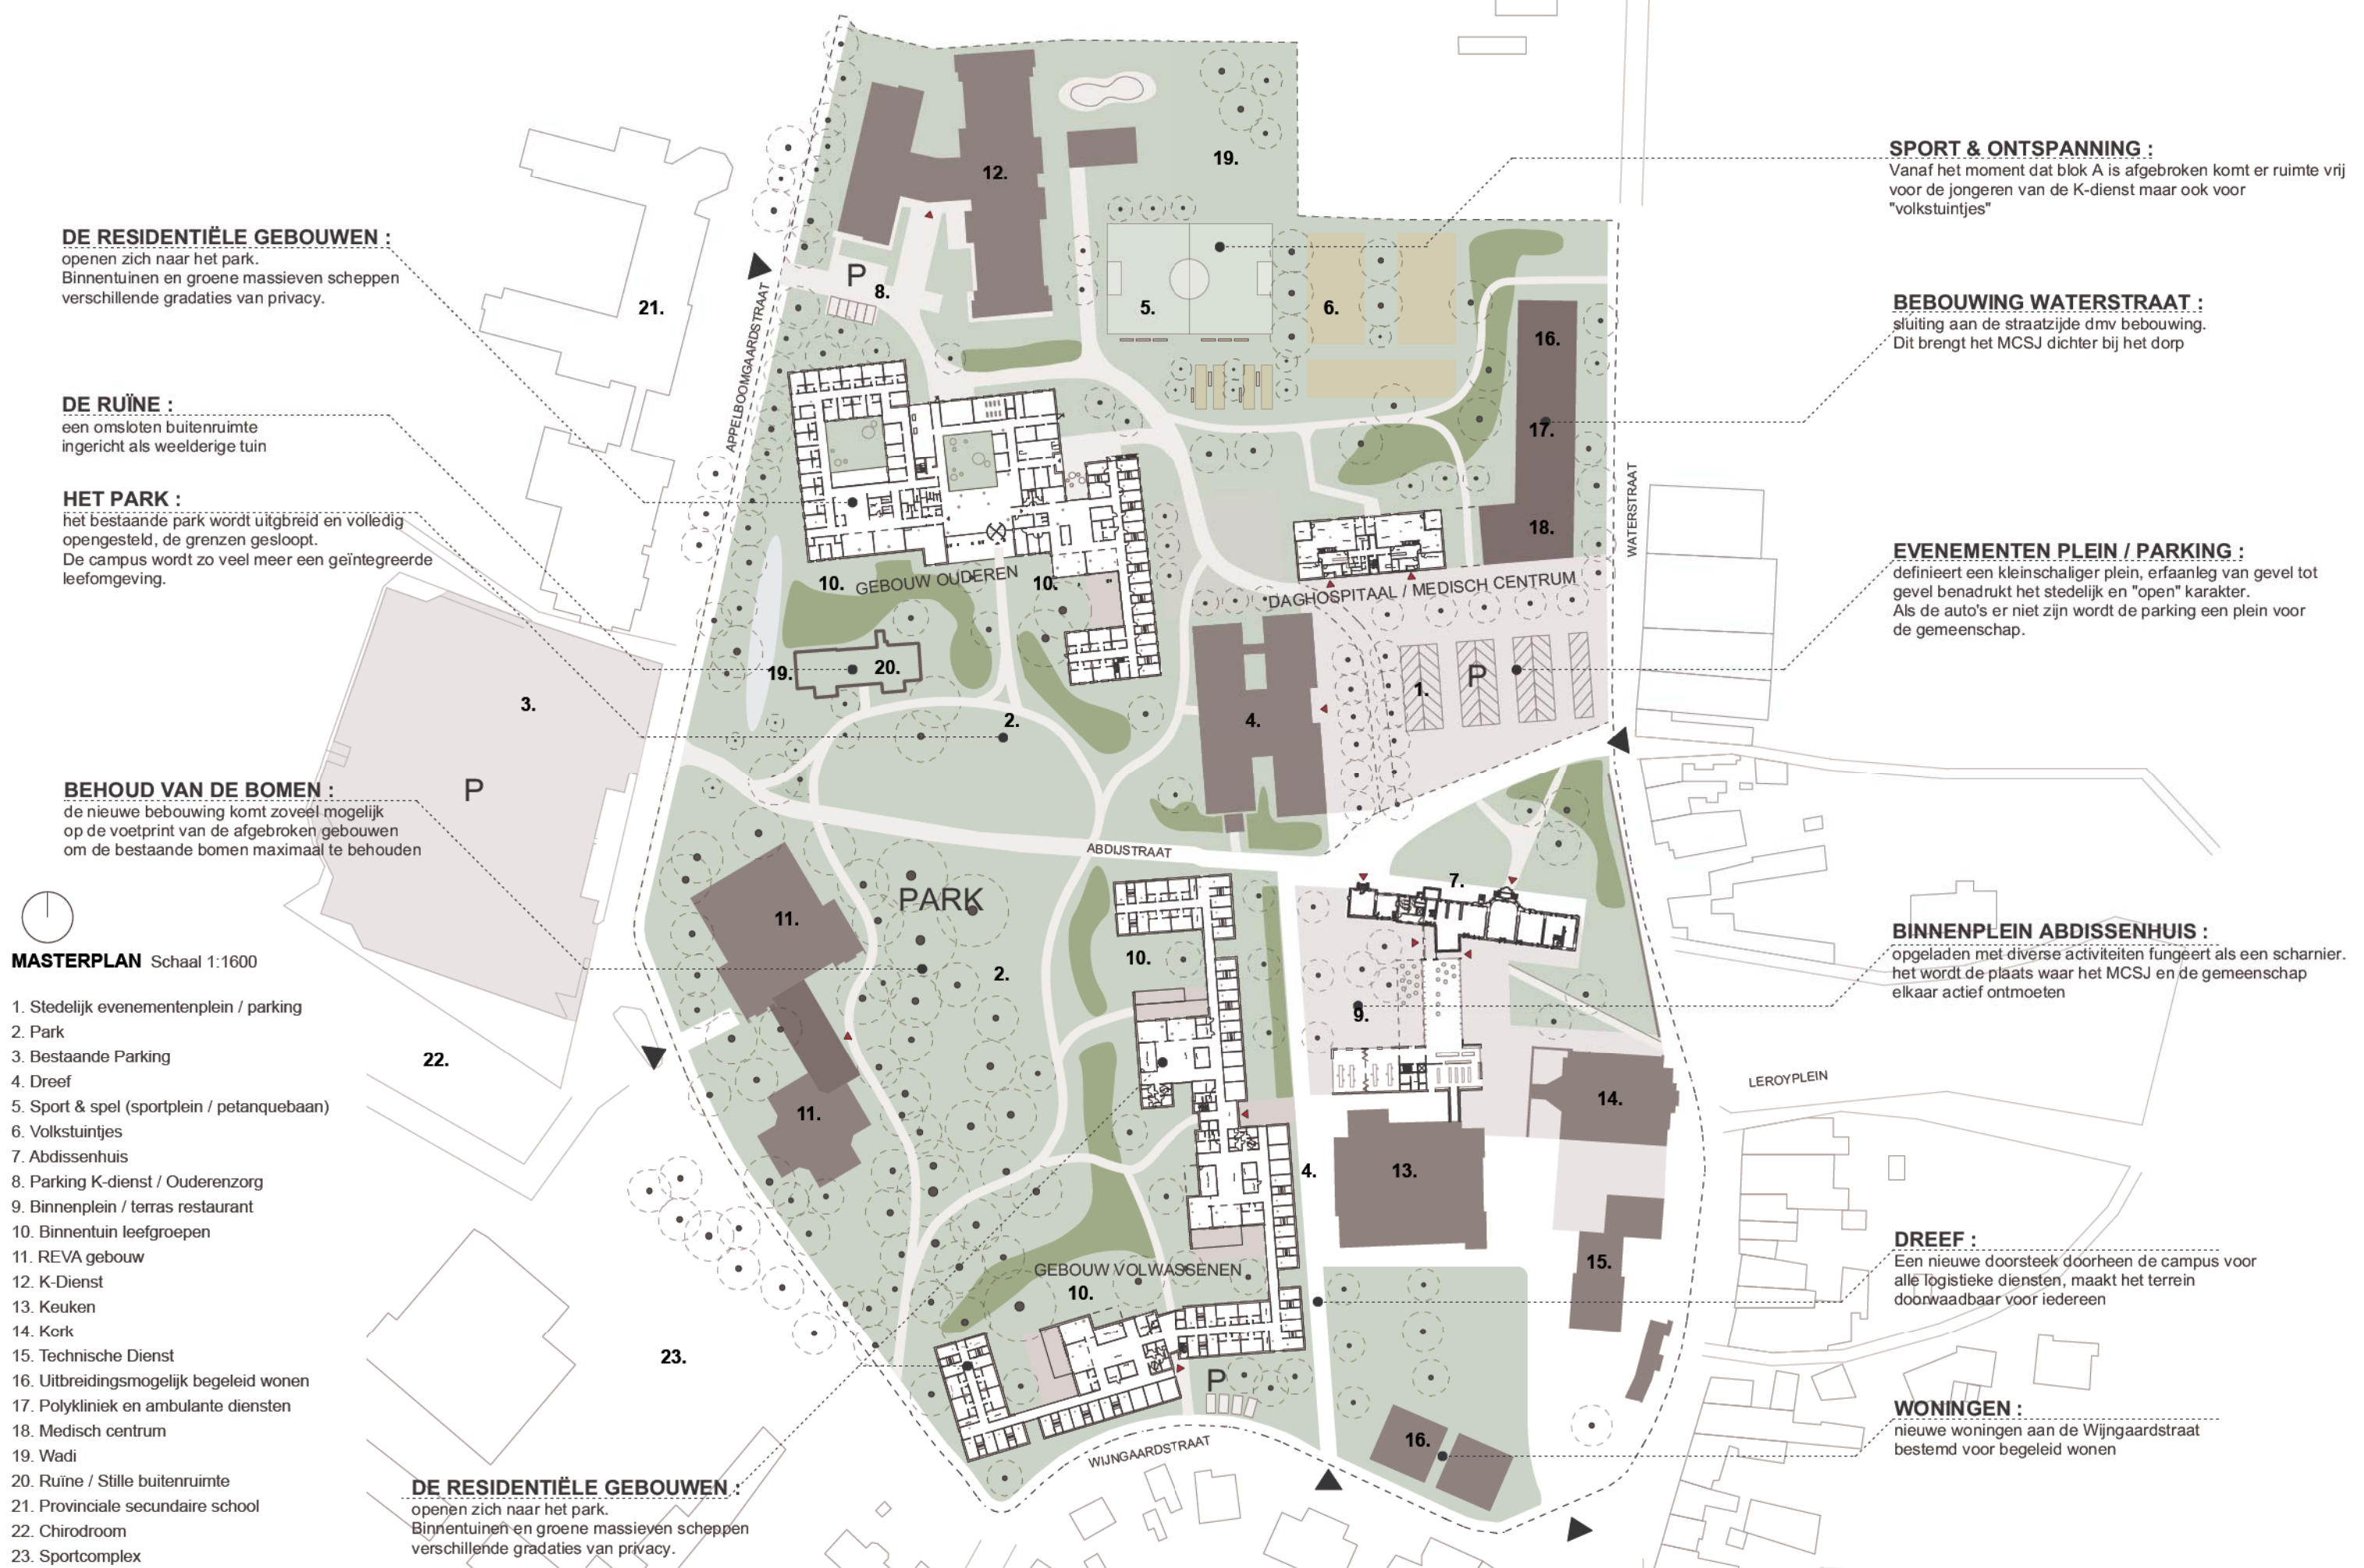 DE RESIDENTIËLE GEBOUWEN :
openen zich naar het park.
Binnentuinen en groene massieven scheppen
verschillende gradaties van privacy.
DE RUÏNE :
een omsloten buitenruimte
ingericht als weelderige tuin
HET PARK :
het bestaande park wordt uitgbreid en volledig
opengesteld, de grenzen gesloopt.
De campus wordt zo veel meer een geïntegreerde
leefomgeving.
BEHOUD VAN DE BOMEN :
de nieuwe bebouwing komt zoveel mogelijk
op de voetprint van de afgebroken gebouwen
om de bestaande bomen maximaal te behouden
MASTERPLAN Schaal 1:1600
1. Stedelijk evenementenplein / parking
2. Park
3. Bestaande Parking
4. Dreef
5. Sport & spel (sportplein / petanquebaan)
6. Volkstuintjes
7. Abdissenhuis
8. Parking K-dienst / Ouderenzorg
9. Binnenplein / terras restaurant
10. Binnentuin leefgroepen
11. REVA gebouw
12. K-Dienst
13. Keuken
14. Kerk
15. Technische Dienst
16. Uitbreidingsmogelijk begeleid wonen
17. Polykliniek en ambulante diensten
18. Medisch centrum
19. Wadi
20. Ruïne / Stille buitenruimte
21. Provinciale secundaire school
22. Chirodroom
23. Sportcomplex
DE RESIDENTIËLE GEBOUWEN :
openen zich naar het park.
Binnentuinen en groene massieven scheppen
verschillende gradaties van privacy.
12.
19.
P
8.
21.
5.
6.
16.
APPELBOOMGAARDSTRAAT
17.
WATERSTRAAT
18.
10.
GEBOUW OUDEREN
10.
DAGHOSPITAAL / MEDISCH CENTRUM
19.
20.
3.
2.
4.
1.
P
P
ABDIJSTRAAT
PARK
7.
11.
10.
2.
9.
22.
11.
14.
LEROYPLEIN
4.
13.
15.
GEBOUW VOLWASSENEN
10.
23.
P
16.
WIJNGAARDSTRAAT
SPORT & ONTSPANNING :
Vanaf het moment dat blok A is afgebroken komt er ruimte vrij
voor de jongeren van de K-dienst maar ook voor
"volkstuintjes"
BEBOUWING WATERSTRAAT :
sluiting aan de straatzijde dmv bebouwing.
Dit brengt het MCSJ dichter bij het dorp
EVENEMENTEN PLEIN / PARKING :
definieert een kleinschaliger plein, erfaanleg van gevel tot
gevel benadrukt het stedelijk en "open" karakter.
Als de auto's er niet zijn wordt de parking een plein voor
de gemeenschap.
BINNENPLEIN ABDISSENHUIS :
opgeladen met diverse activiteiten fungeert als een scharnier.
het wordt de plaats waar het MCSJ en de gemeenschap
elkaar actief ontmoeten
DREEF :
Een nieuwe doorsteek doorheen de campus voor
alle logistieke diensten, maakt het terrein
doorwaadbaar voor iedereen
WONINGEN :
nieuwe woningen aan de Wijngaardstraat
bestemd voor begeleid wonen